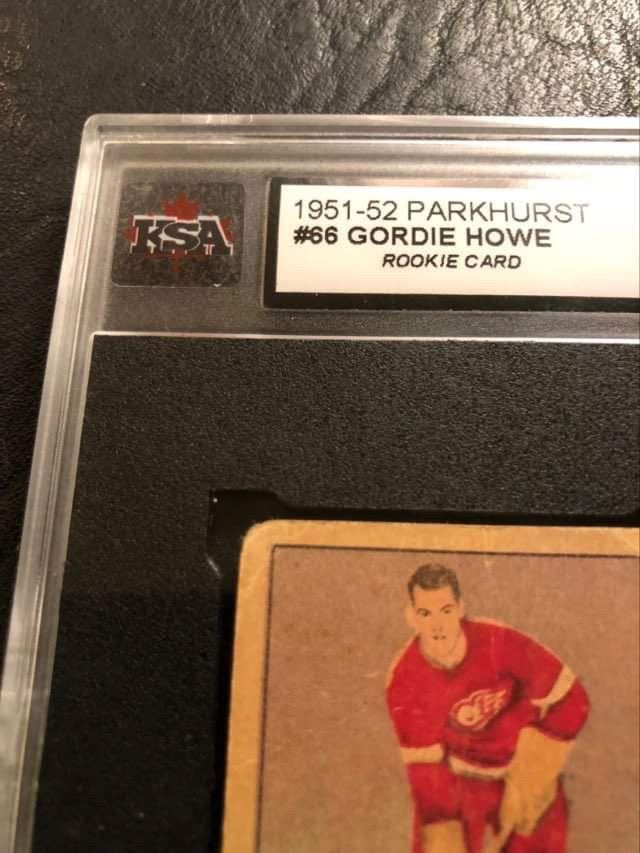 KSA
1951-52 PARKHURST
#66 GORDIE HOWE
ROOKIE CARD